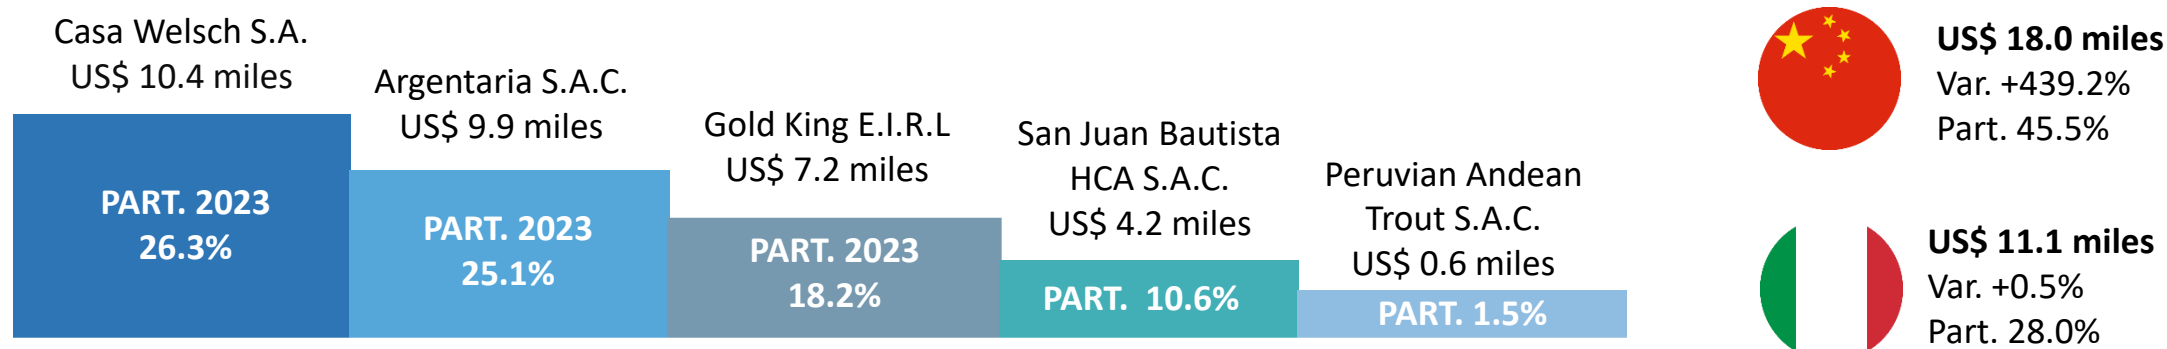 Casa Welsch S.A.
US$ 10.4 miles
PART. 2023
26.3%
Argentaria S.A.C.
US$ 9.9 miles
PART. 2023
25.1%
Gold King E.I.R.L
US$ 7.2 miles
PART. 2023
18.2%
San Juan Bautista
HCA S.A.C.
US$ 4.2 miles
PART. 10.6%
Peruvian Andean
Trout S.A.C.
US$ 0.6 miles
PART. 1.5%
US$ 18.0 miles
Var. +439.2%
Part. 45.5%
US$ 11.1 miles
Var. +0.5%
Part. 28.0%